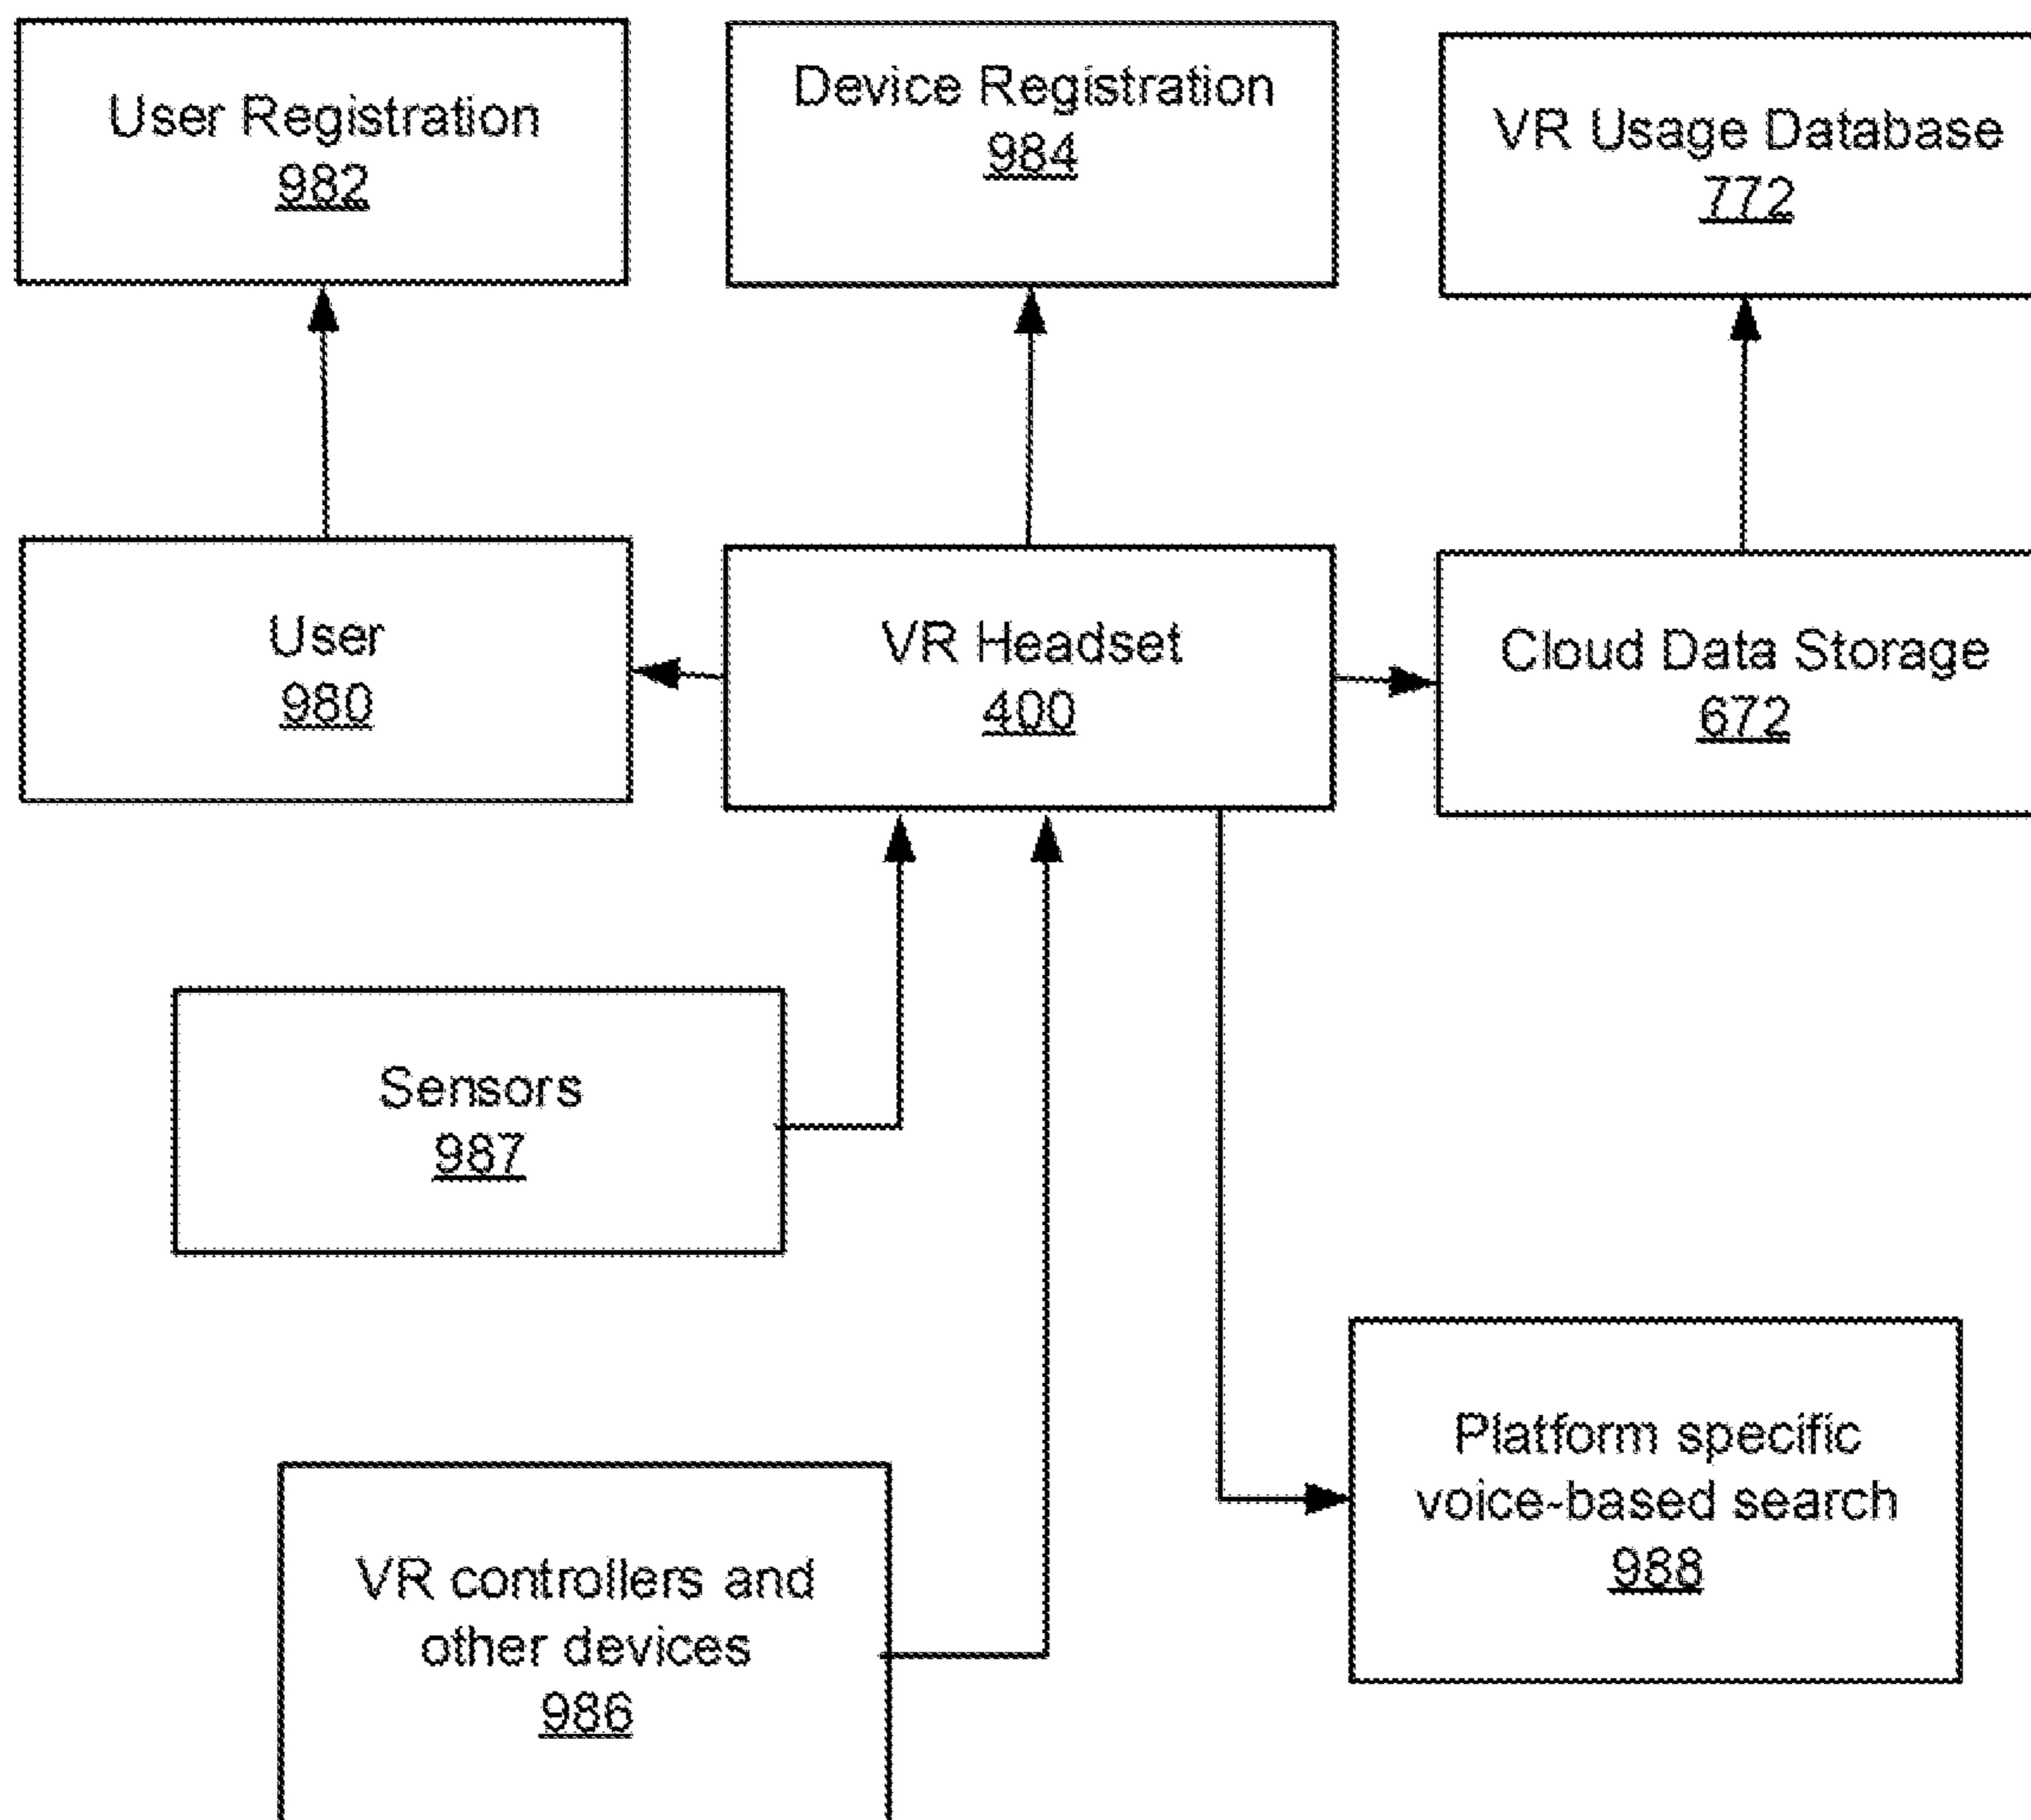 User Registration
982
Device Registration
984
VR Usage Database
772
User
980
VR Headset
400
Cloud Data Storage
672
Sensors
987
Platform specific
voice-based search
988
VR controllers and
other devices
986